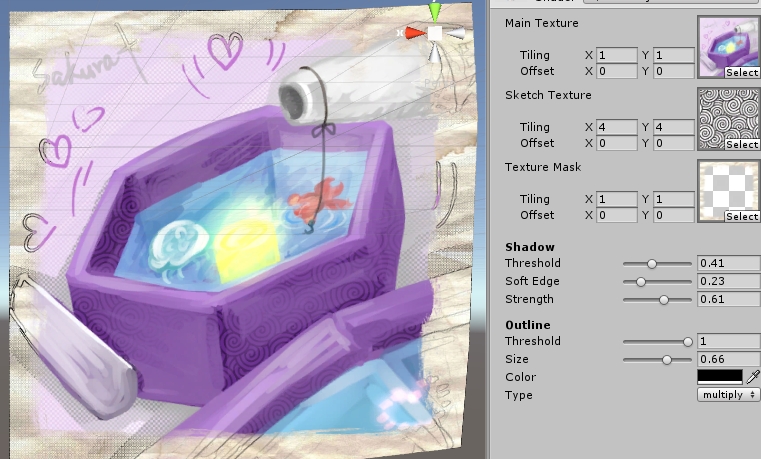 Sakura t
Main Texture
Tiling X 1 Y 1
Offset X 0 Y 0
Select
Sketch Texture
Tiling X 4 Y 4
Offset X 0 Y 0
Select
Texture Mask
Tiling X 1 Y 1
Offset X 0 Y 0
Select
Shadow
Threshold 0.41
Soft Edge 0.23
Strength 0.61
Outline
Threshold 1
Size 0.66
Color
Type multiply